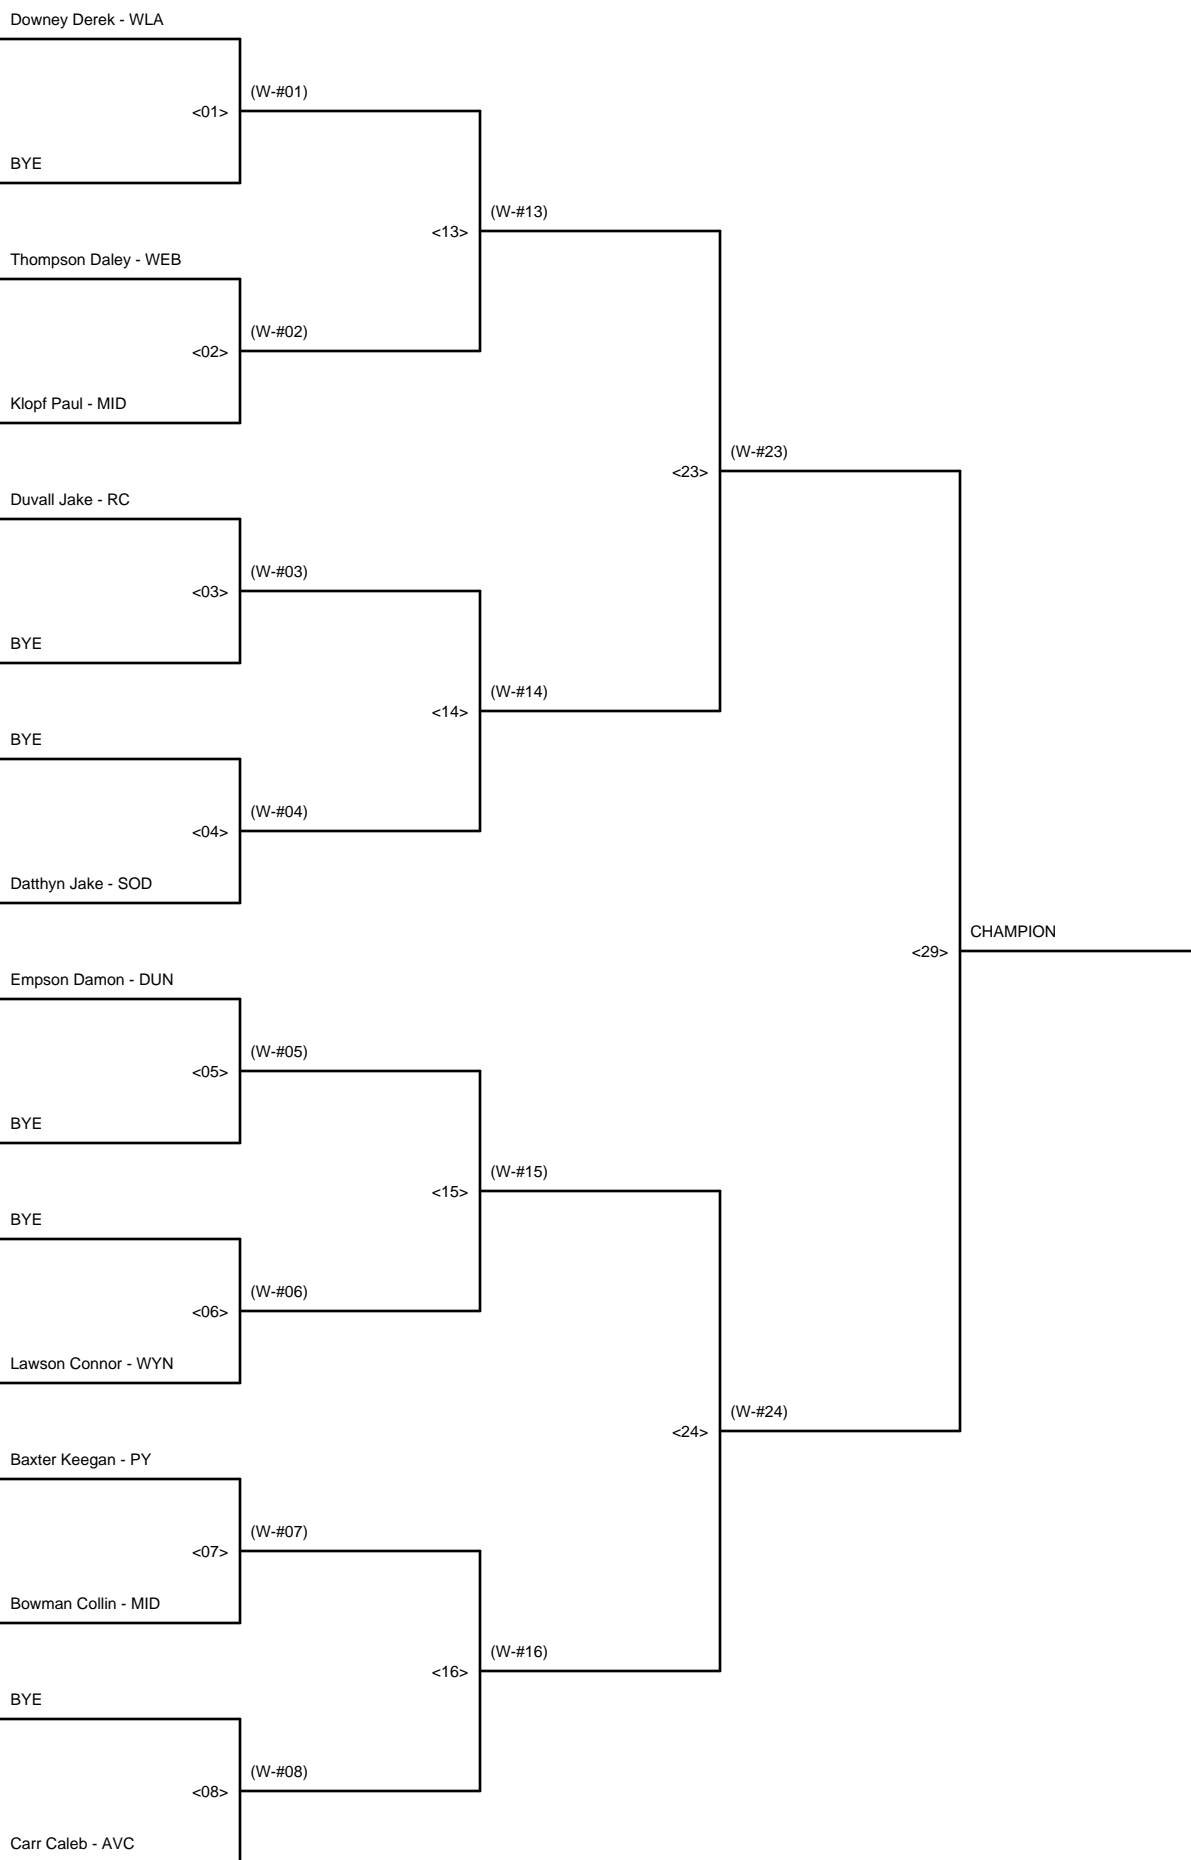 Downey Derek - WLA
(W-#01)
<01>
BYE
(W-#13)
<13>
Thompson Daley - WEB
(W-#02)
<02>
Klopf Paul - MID
(W-#23)
<23>
Duvall Jake - RC
(W-#03)
<03>
BYE
(W-#14)
<14>
BYE
(W-#04)
<04>
Datthyn Jake - SOD
CHAMPION
<29>
Empson Damon - DUN
(W-#05)
<05>
BYE
(W-#15)
<15>
BYE
(W-#06)
<06>
Lawson Connor - WYN
(W-#24)
<24>
Baxter Keegan - PY
(W-#07)
<07>
Bowman Collin - MID
(W-#16)
<16>
BYE
(W-#08)
<08>
Carr Caleb - AVC